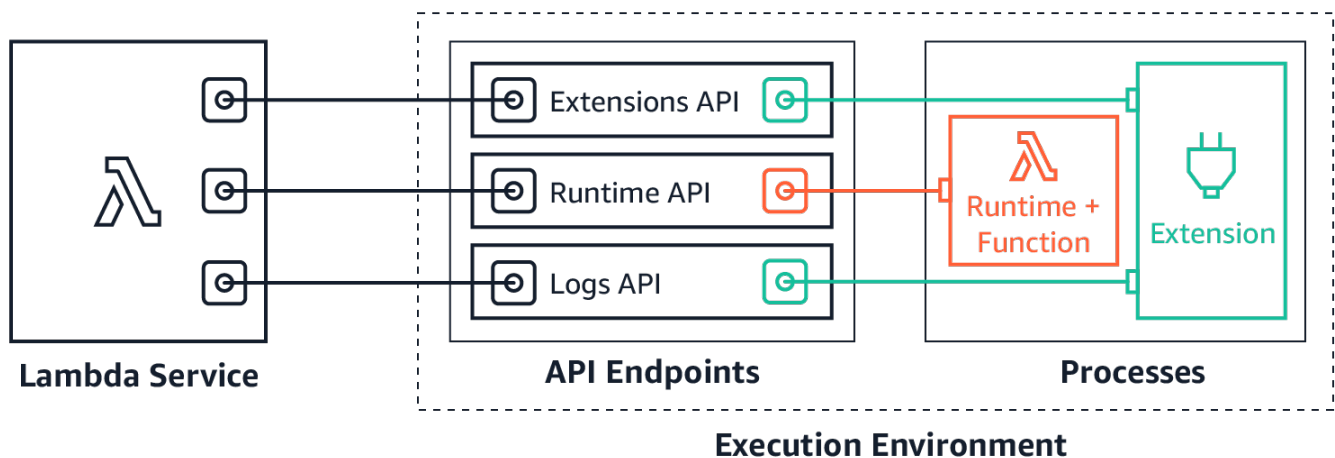 Extensions API
Runtime API
Logs API
Runtime +
Function
Extension
Lambda Service
API Endpoints
Processes
Execution Environment